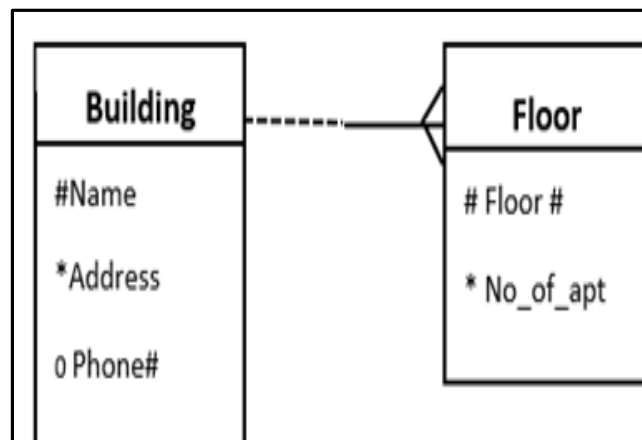 Building
#Name
*Address
o Phone#
Floor
# Floor #
* No_of_apt